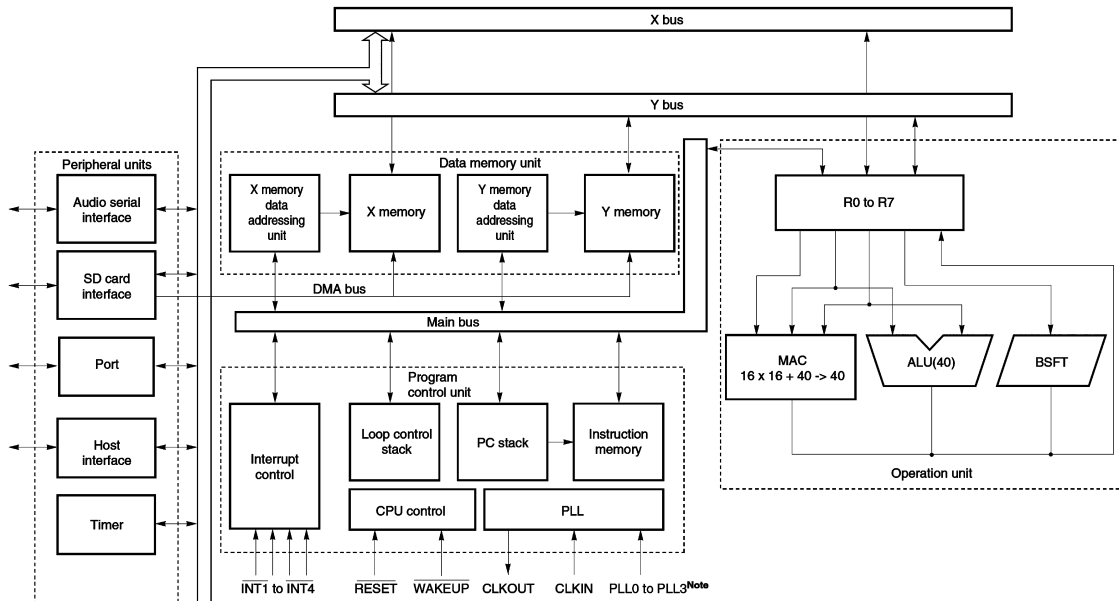 X bus
Y bus
Peripheral units
Audio serial
interface
SD card
interface
Port
Host
interface
Timer
Data memory unit
X memory
data
addressing
unit
X memory
Y memory
data
addressing
unit
Y memory
DMA bus
Main bus
Program
control unit
Interrupt
control
Loop control
stack
PC stack
Instruction
memory
CPU control
PLL
INT1 to INT4
RESET
WAKEUP
CLKOUT
CLKIN
PLL0 to PLL3Note
R0 to R7
MAC
16 x 16 + 40 -> 40
ALU(40)
BSFT
Operation unit